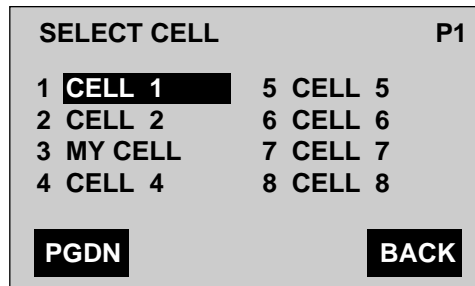 SELECT CELL P1
1 CELL 1 5 CELL 5
2 CELL 2 6 CELL 6
3 MY CELL 7 CELL 7
4 CELL 4 8 CELL 8
PGDN BACK